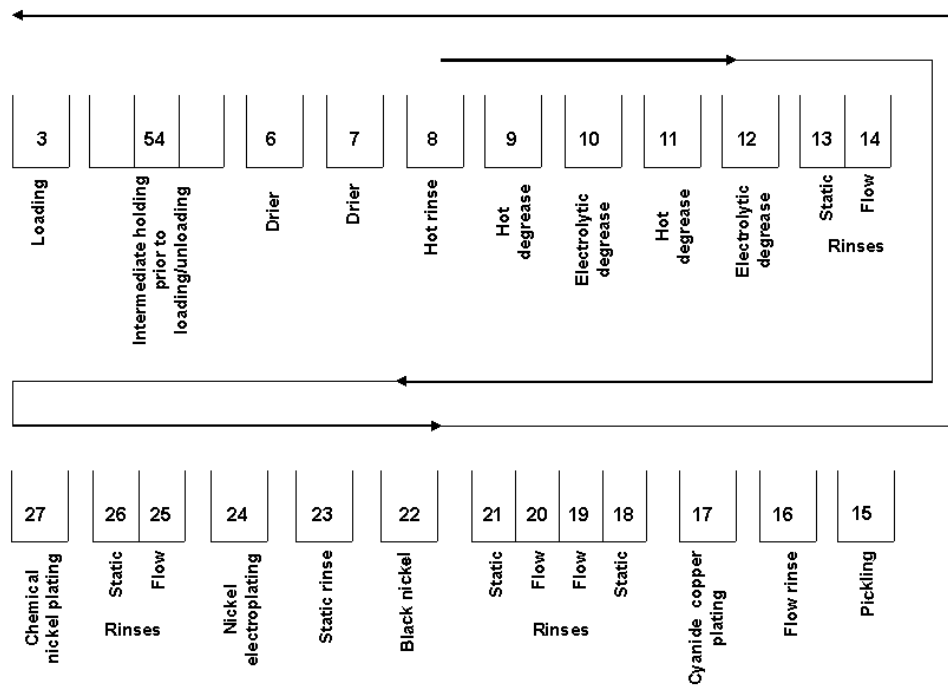 3
54
6
7
8
9
10
11
12
13
14
Loading
Intermediate holding
prior to
loading/unloading
Drier
Drier
Hot rinse
Hot
degrease
Electrolytic
degrease
Hot
degrease
Electrolytic
degrease
Static
Flow
Rinses
27
26
25
24
23
22
21
20
19
18
17
16
15
Chemical
nickel plating
Static
Flow
Rinses
Nickel
electroplating
Static rinse
Black nickel
Static
Flow
Flow
Static
Rinses
Cyanide copper
plating
Flow rinse
Pickling